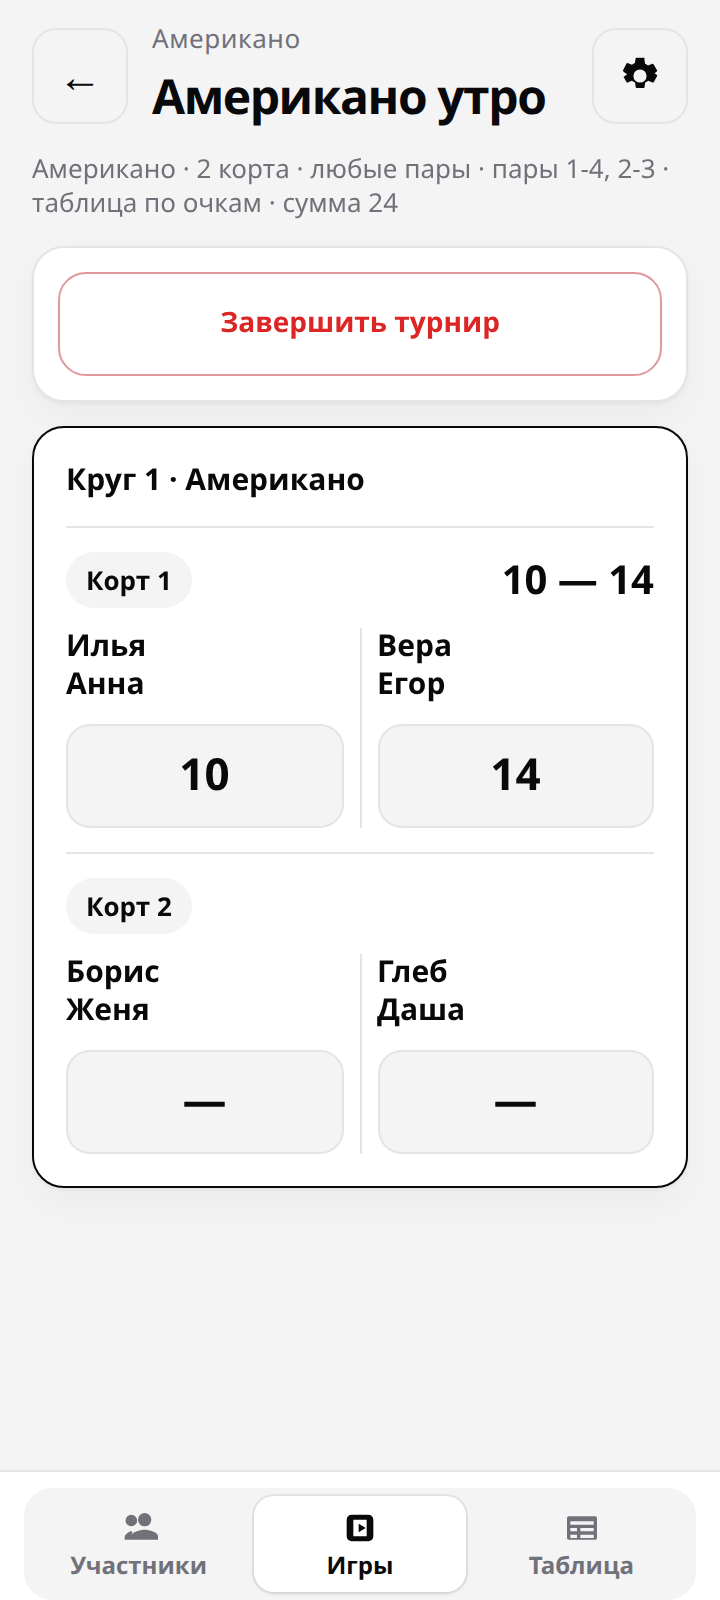 ←
Американо
Американо утро
Американо · 2 корта · любые пары · пары 1-4, 2-3 ·
таблица по очкам · сумма 24
Завершить турнир
Круг 1 · Американо
Корт 1
10 — 14
Илья
Анна
Вера
Егор
10
14
Корт 2
Борис
Женя
Глеб
Даша
—
—
Участники
Игры
Таблица